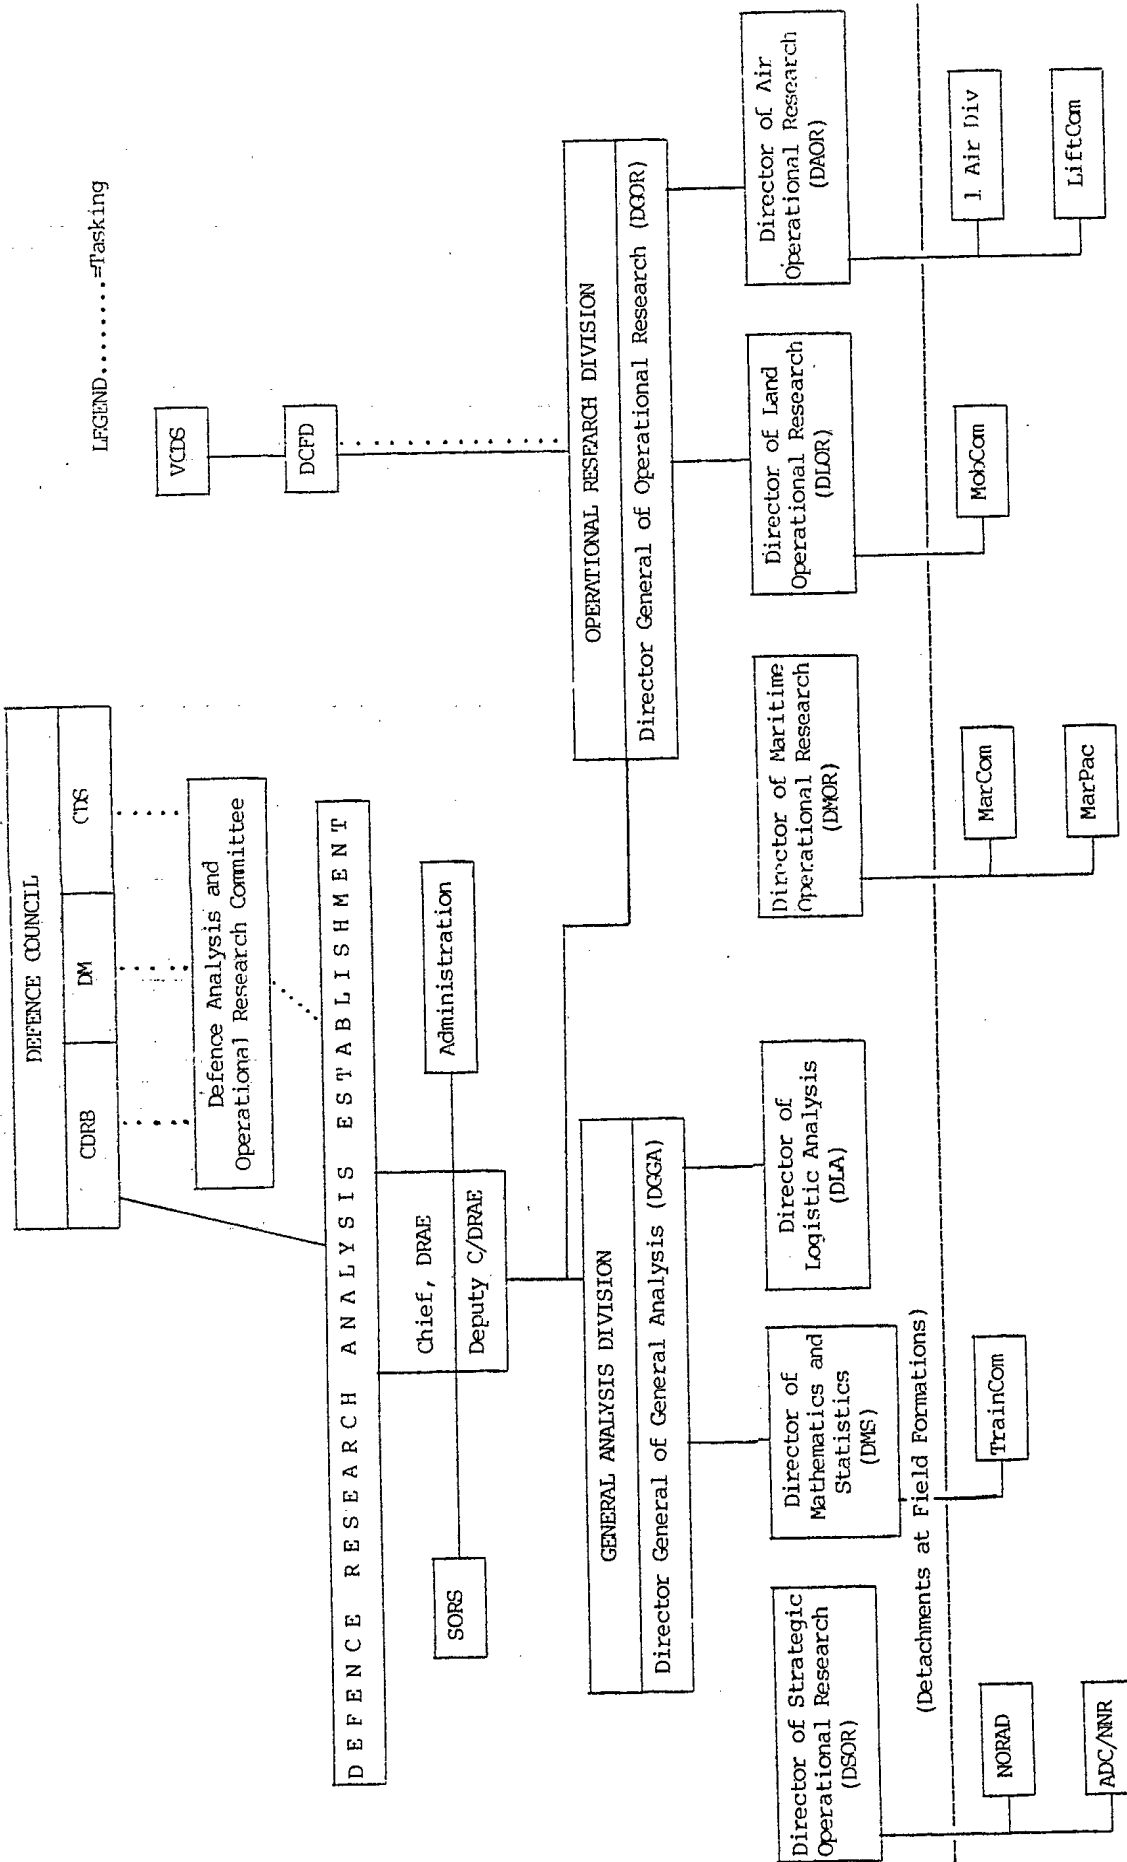 LEGEND........=Tasking
DEFENCE COUNCIL
CDRB
DM
CDS
VCDS
DCFD
Defence Analysis and
Operational Research Committee
DEFENCE RESEARCH ANALYSIS ESTABLISHMENT
SORS
Chief, DRAE
Deputy C/DRAE
Administration
GENERAL ANALYSIS DIVISION
Director General of General Analysis (DGGA)
OPERATIONAL RESEARCH DIVISION
Director General of Operational Research (DGOR)
Director of Strategic
Operational Research
(DSOR)
Director of
Mathematics and
Statistics
(DMS)
Director of
Logistic Analysis
(DLA)
Director of Maritime
Operational Research
(DMOR)
Director of Land
Operational Research
(DLOR)
Director of Air
Operational Research
(DAOR)
(Detachments at Field Formations)
NORAD
ADC/NNR
TrainCom
MarCom
MarPac
MobCom
1 Air Div
LiftCom